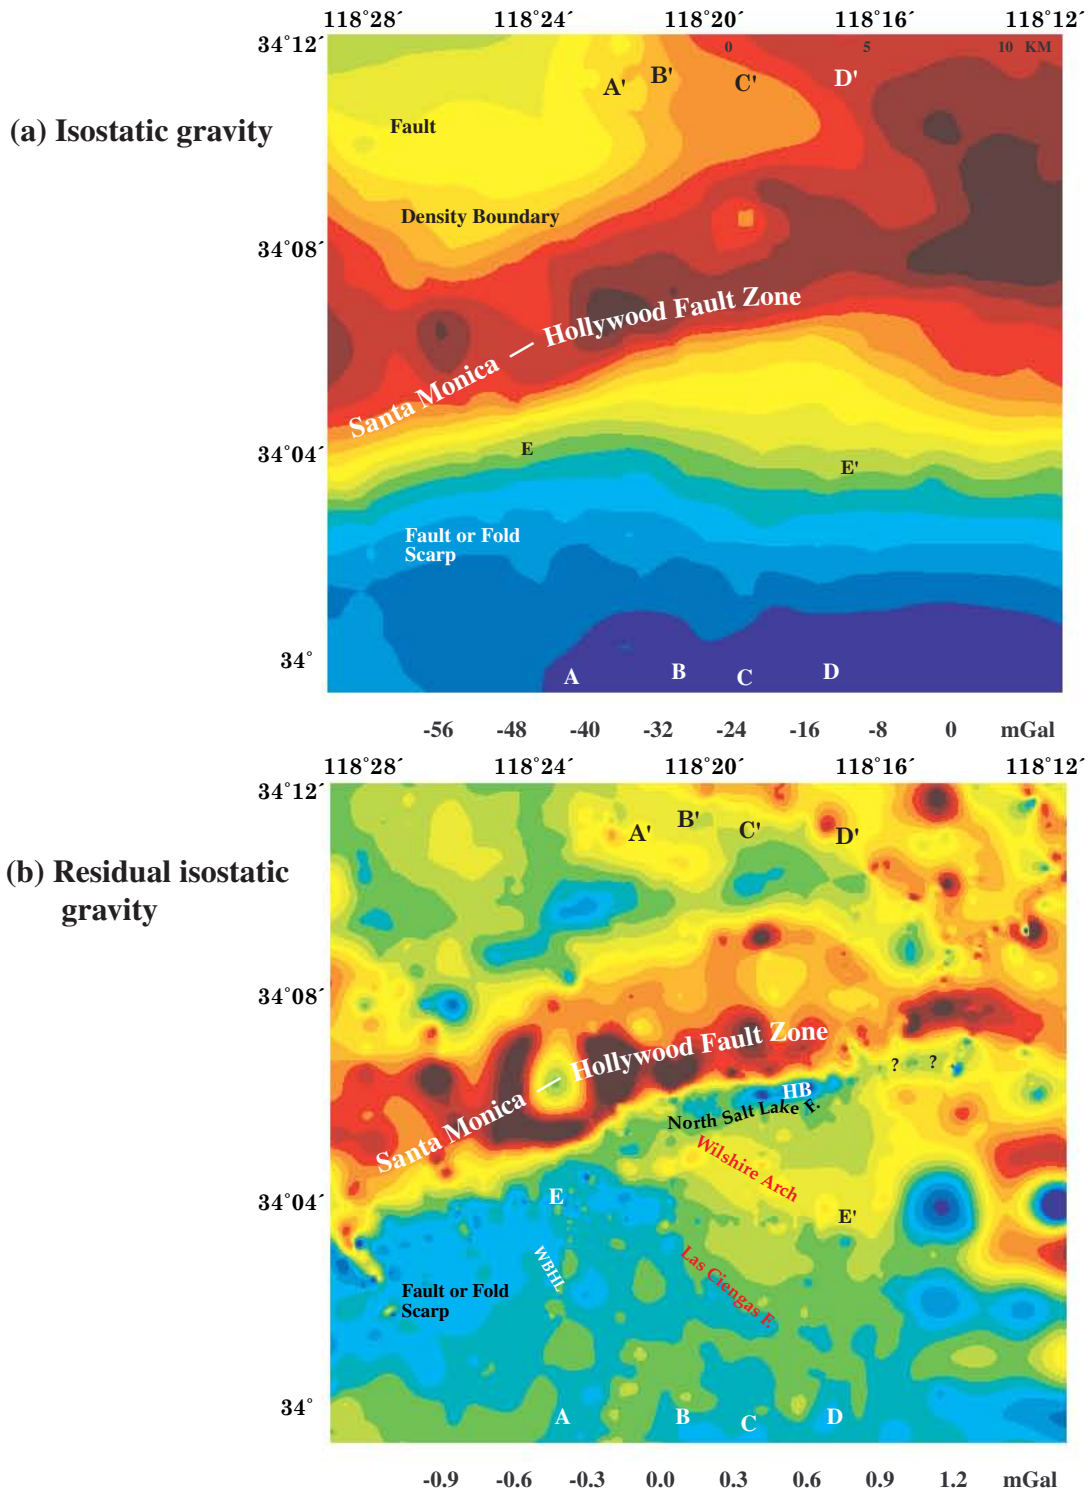 118°28´ 118°24´ 118°20´ 118°16´ 118°12´
34°12´
0 5 10 KM
A' B' C' D'
(a) Isostatic gravity
Fault
Density Boundary
34°08´
Santa Monica — Hollywood Fault Zone
34°04´
E E'
Fault or Fold
Scarp
34°
A B C D
-56 -48 -40 -32 -24 -16 -8 0 mGal
118°28´ 118°24´ 118°20´ 118°16´ 118°12´
34°12´
A' B' C' D'
(b) Residual isostatic
gravity
34°08´
Santa Monica — Hollywood Fault Zone
? ?
HB
North Salt Lake F.
Wilshire Arch
34°04´
E E'
WBHL
Las Ciengas F.
Fault or Fold
Scarp
34°
A B C D
-0.9 -0.6 -0.3 0.0 0.3 0.6 0.9 1.2 mGal